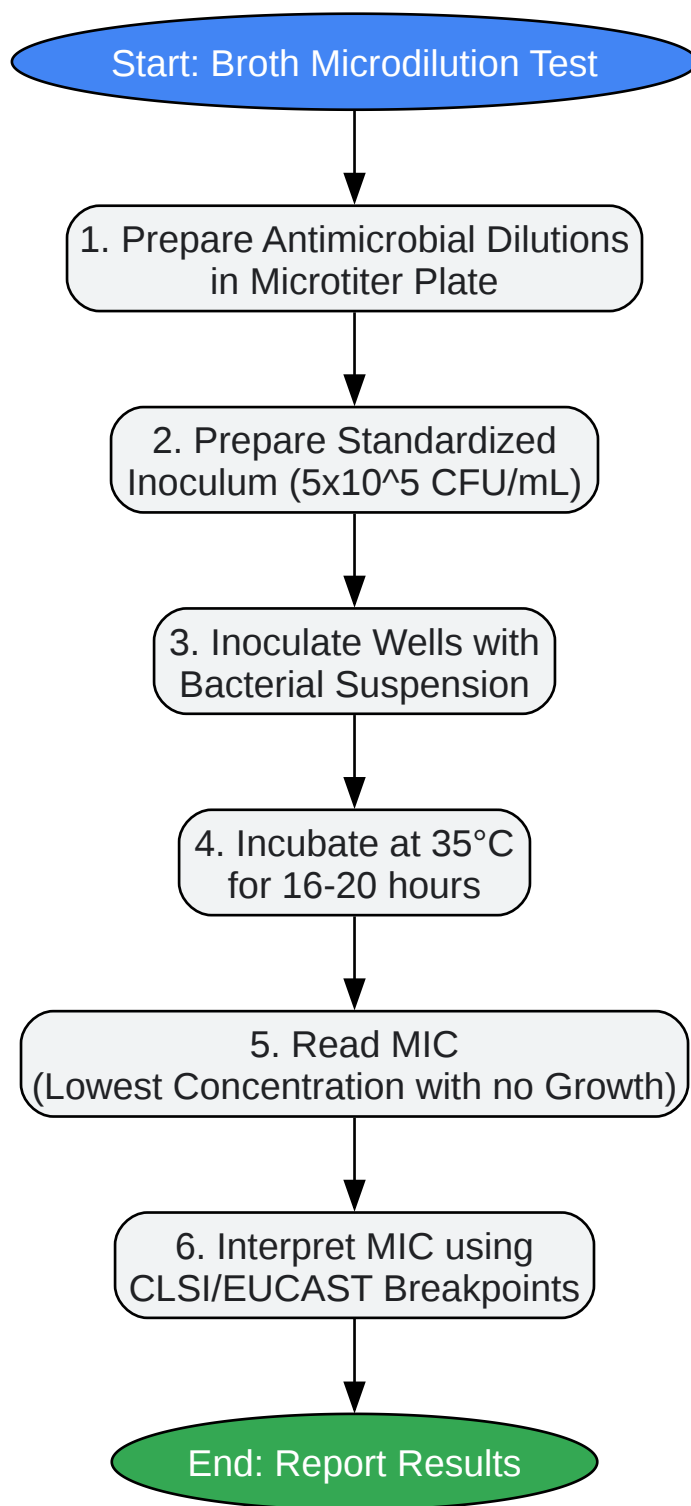 Start: Broth Microdilution Test
1. Prepare Antimicrobial Dilutions
in Microtiter Plate
2. Prepare Standardized
Inoculum (5x10^5 CFU/mL)
3. Inoculate Wells with
Bacterial Suspension
4. Incubate at 35°C
for 16-20 hours
5. Read MIC
(Lowest Concentration with no Growth)
6. Interpret MIC using
CLSI/EUCAST Breakpoints
End: Report Results